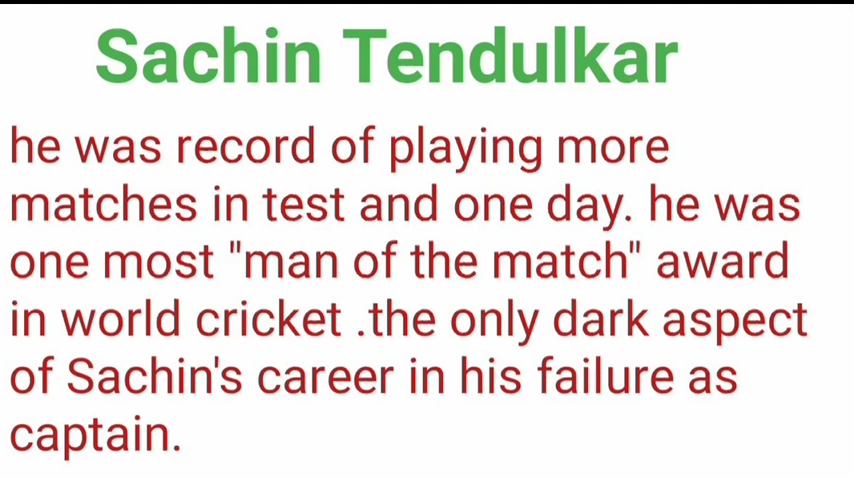 Sachin Tendulkar
he was record of playing more
matches in test and one day. he was
one most "man of the match" award
in world cricket .the only dark aspect
of Sachin's career in his failure as
captain.